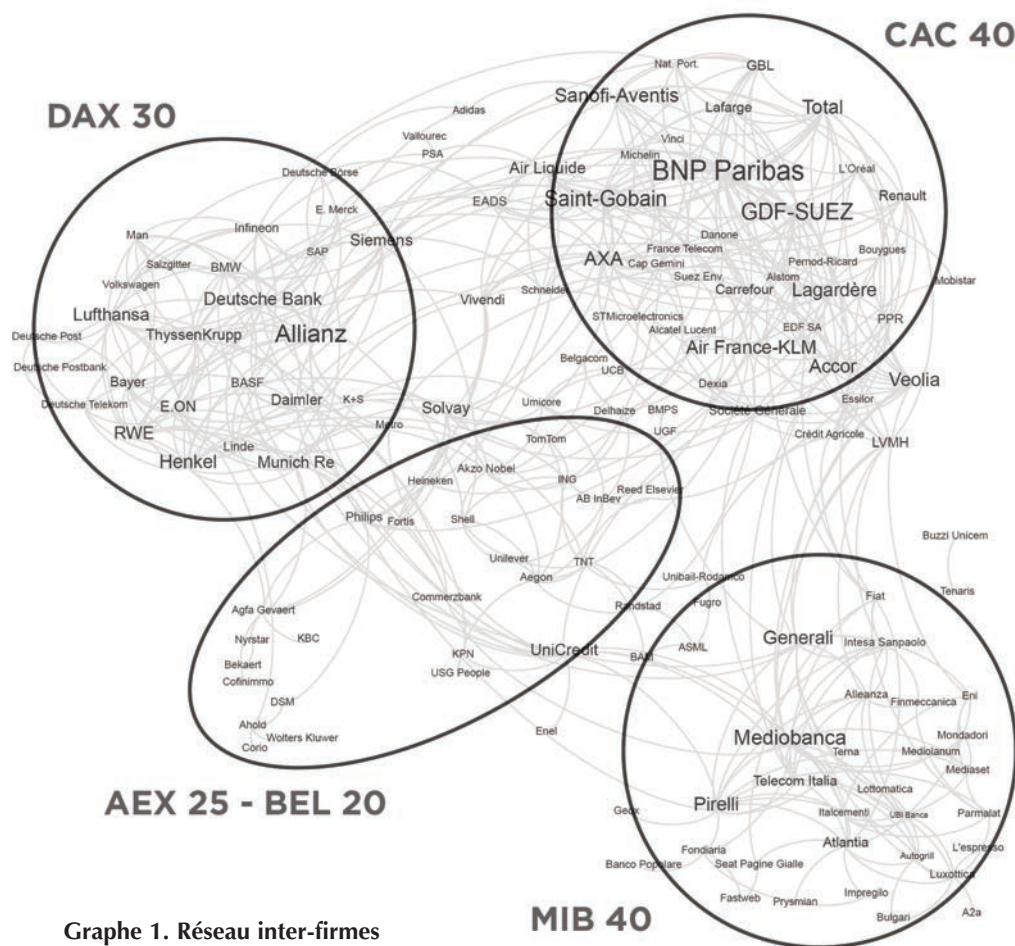 CAC 40
Nat. Port.
GBL
Sanofi-Aventis
Lafarge
Total
Vinci
Michelin
BNP Paribas
L'Oréal
Saint-Gobain
Renault
GDF-SUEZ
Danone
France Telecom
Bouygues
AXA
Cap Gemini
Pernod-Ricard
Suez Env.
Alstom
Carrefour
Lagardère
STMicroelectronics
PPR
Alcatel Lucent
EDF SA
Air France-KLM
Accor
Dexia
Société Générale
Essilor
Veolia
Mobistar
Crédit Agricole
LVMH
DAX 30
Adidas
Vallourec
PSA
Air Liquide
EADS
Deutsche Börse
E. Merck
Siemens
Man
Infineon
SAP
Salzgitter
BMW
Volkswagen
Deutsche Bank
Lufthansa
Allianz
Deutsche Post
ThyssenKrupp
Deutsche Postbank
Bayer
BASF
Deutsche Telekom
E.ON
Daimler
K+S
RWE
Linde
Metro
Henkel
Munich Re
Vivendi
Schneider
Belgacom
UCB
Solvay
Umicore
Delhaize
BMPS
UGF
TomTom
Akzo Nobel
Heineken
ING
Reed Elsevier
AB InBev
Philips
Fortis
Shell
Unilever
TNT
Aegon
Commerzbank
Agfa Gevaert
Nyrstar
KBC
KPN
UniCredit
Bekaert
USG People
Cofinimmo
DSM
Ahold
Wolters Kluwer
Corio
Enel
AEX 25 - BEL 20
Unibail-Rodamco
Randstad
Fugro
ASML
BAM
Buzzi Unicem
Tenaris
Fiat
Generali
Intesa Sanpaolo
Alleanza
Finmeccanica
Eni
Mediobanca
Mondadori
Terna
Mediolanum
Mediaset
Telecom Italia
Lottomatica
Pirelli
Geox
Italcementi
UBI Banca
Parmalat
Atlantia
Fondiaria
L'espresso
Autogrill
Banco Popolare
Seat Pagine Gialle
Luxottica
Impregilo
Fastweb
Prysmian
Bulgari
A2a
MIB 40
Graphe 1. Réseau inter-firmes